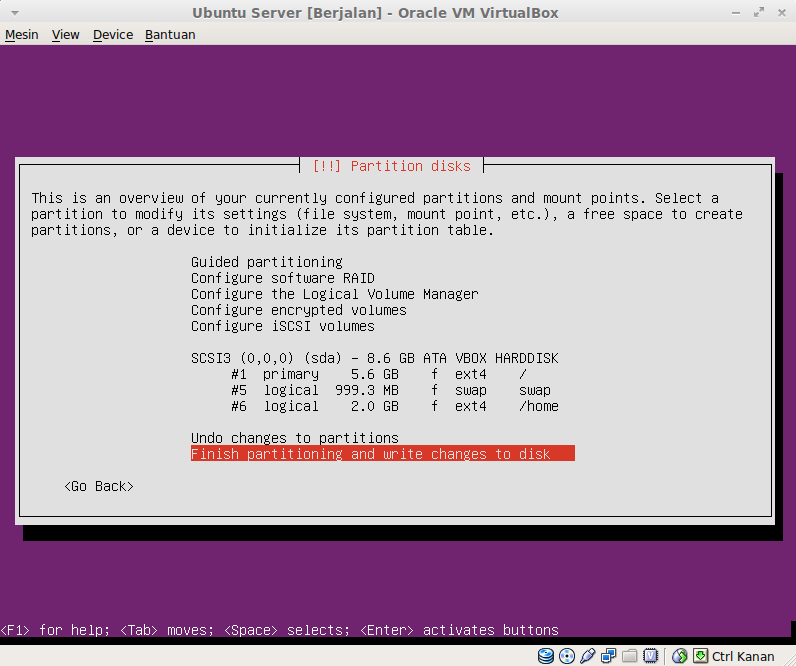 Ubuntu Server [Berjalan] - Oracle VM VirtualBox
Mesin View Device Bantuan
[!!] Partition disks
This is an overview of your currently configured partitions and mount points. Select a
partition to modify its settings (file system, mount point, etc.), a free space to create
partitions, or a device to initialize its partition table.
Guided partitioning
Configure software RAID
Configure the Logical Volume Manager
Configure encrypted volumes
Configure iSCSI volumes
SCSI3 (0,0,0) (sda) - 8.6 GB ATA VBOX HARDDISK
#1 primary 5.6 GB f ext4 /
#5 logical 999.3 MB f swap swap
#6 logical 2.0 GB f ext4 /home
Undo changes to partitions
Finish partitioning and write changes to disk
<Go Back>
<F1> for help; <Tab> moves; <Space> selects; <Enter> activates buttons
Ctrl Kanan